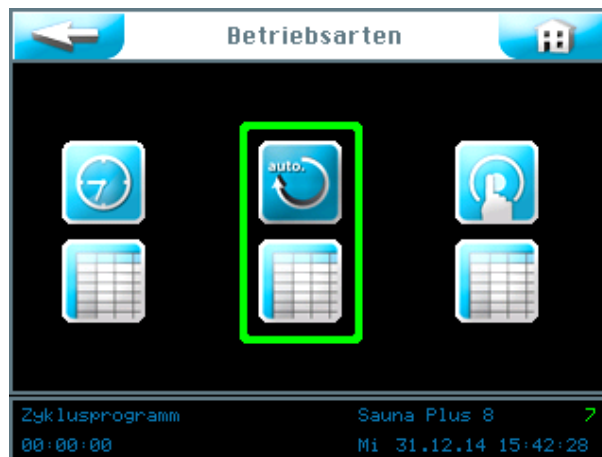 Betriebsarten
auto.
Zyklusprogramm Sauna Plus 8 7
00:00:00 Mi 31.12.14 15:42:28